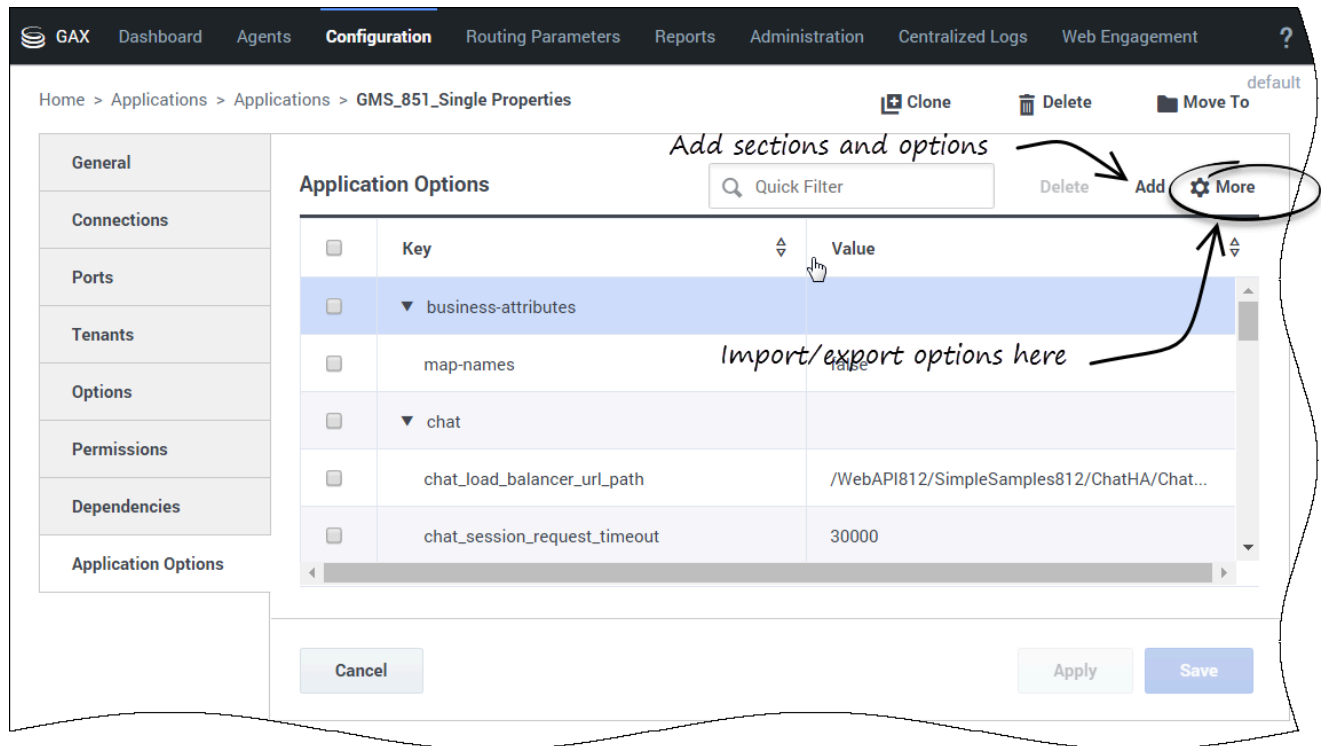 GAX Dashboard Agents Configuration Routing Parameters Reports Administration Centralized Logs Web Engagement ?
default
Home > Applications > Applications > GMS_851_Single Properties Clone Delete Move To
Add sections and options
General
Application Options Quick Filter Delete Add More
Connections
Key Value
Ports
business-attributes
Tenants
Import/export options here
map-names false
Options
chat
Permissions
chat_load_balancer_url_path /WebAPI812/SimpleSamples812/ChatHA/Chat...
Dependencies
chat_session_request_timeout 30000
Application Options
Cancel Apply Save